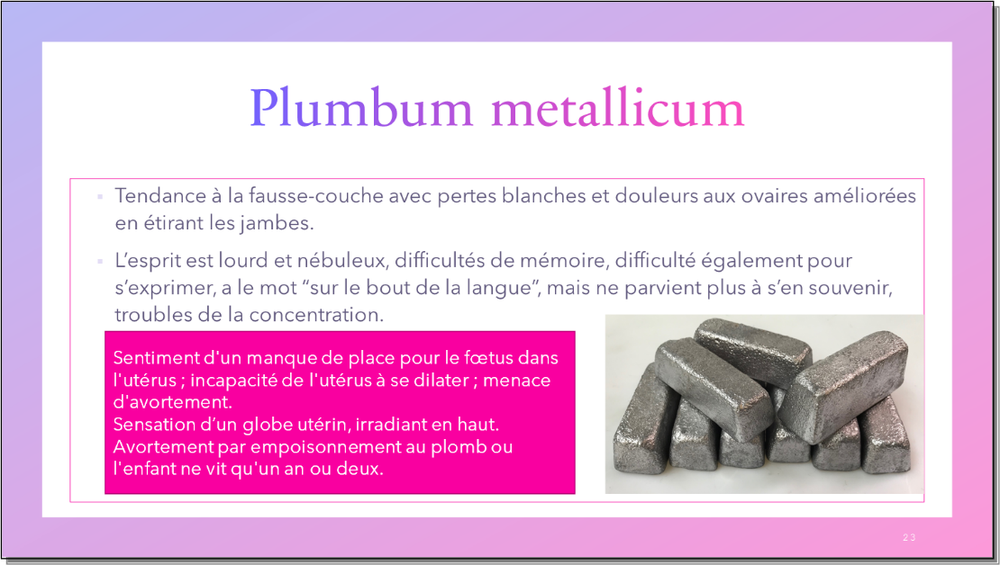 Plumbum metallicum
Tendance à la fausse-couche avec pertes blanches et douleurs aux ovaires améliorées
en étirant les jambes.
L’esprit est lourd et nébuleux, difficultés de mémoire, difficulté également pour
s’exprimer, a le mot “sur le bout de la langue”, mais ne parvient plus à s’en souvenir,
troubles de la concentration.
Sentiment d'un manque de place pour le fœtus dans
l'utérus ; incapacité de l'utérus à se dilater ; menace
d'avortement.
Sensation d’un globe utérin, irradiant en haut.
Avortement par empoisonnement au plomb ou
l'enfant ne vit qu'un an ou deux.
23